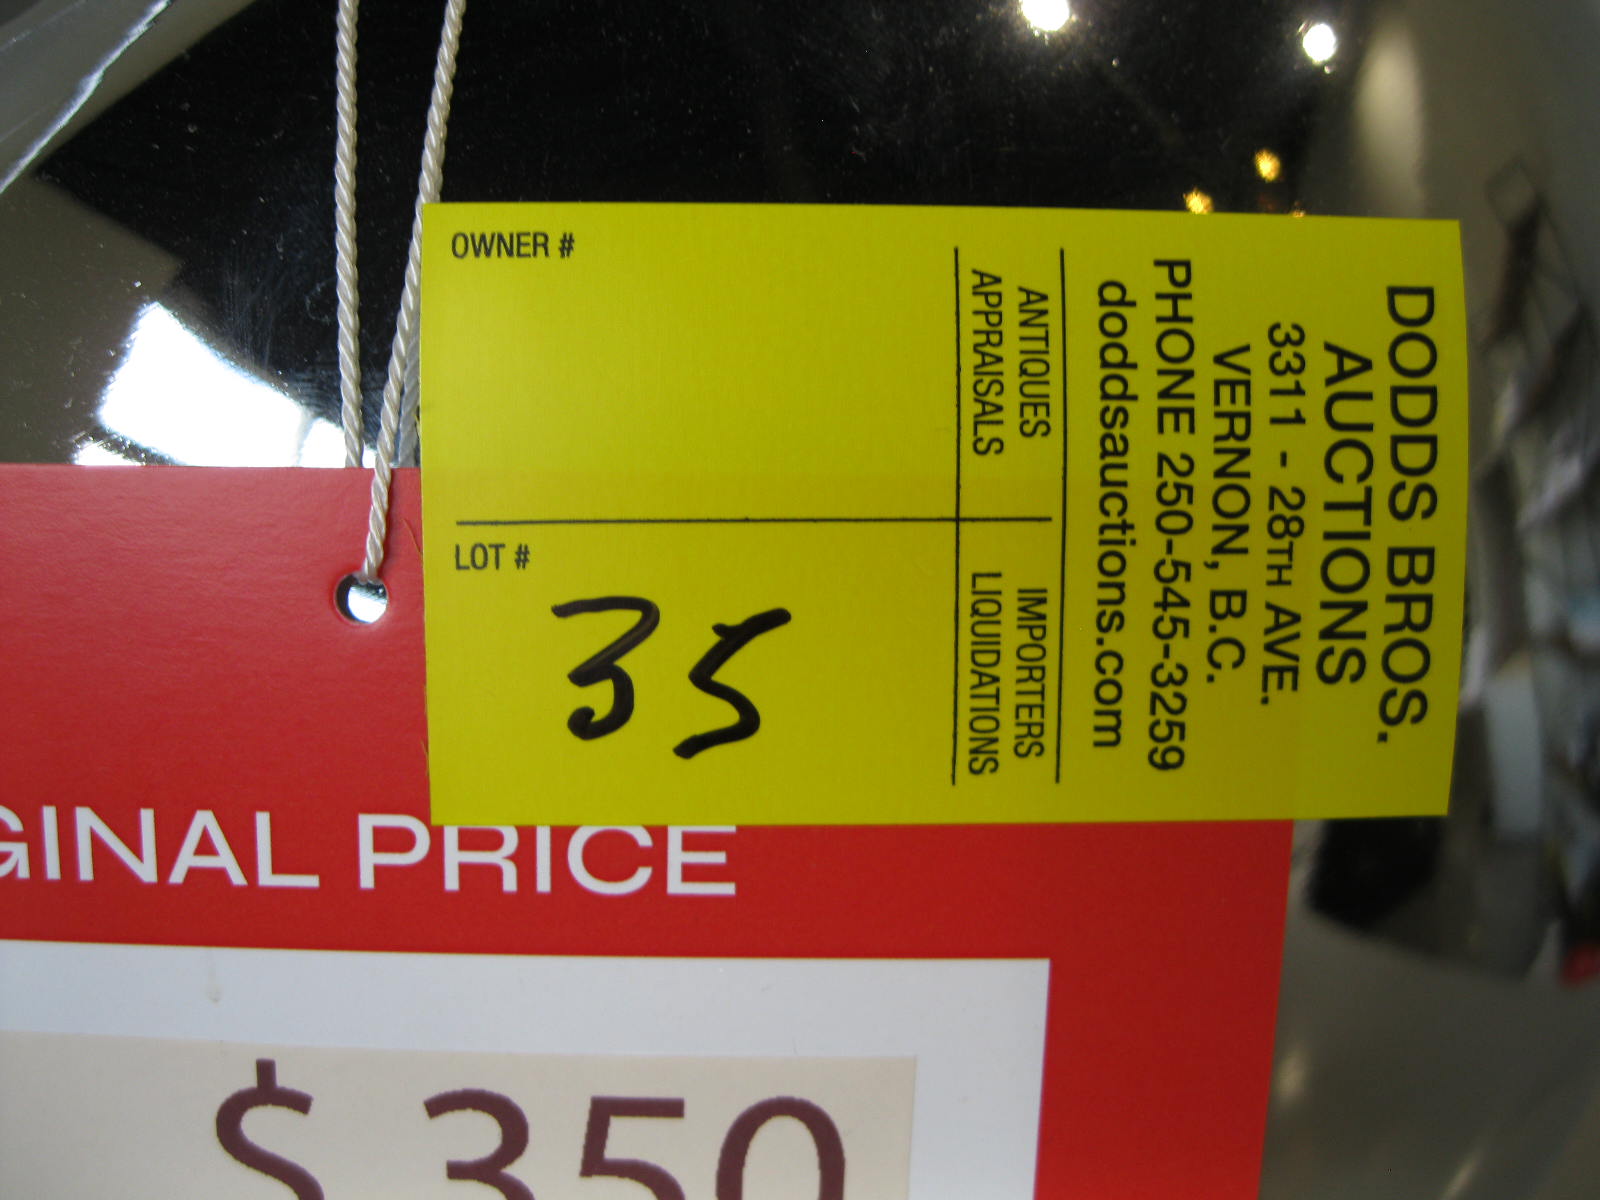 DODDS BROS.
AUCTIONS
3311 - 28TH AVE.
VERNON, B.C.
PHONE 250-545-3259
doddsauctions.com
ANTIQUES IMPORTERS
APPRAISALS LIQUIDATIONS
OWNER #
LOT #
35
GINAL PRICE
$ 350